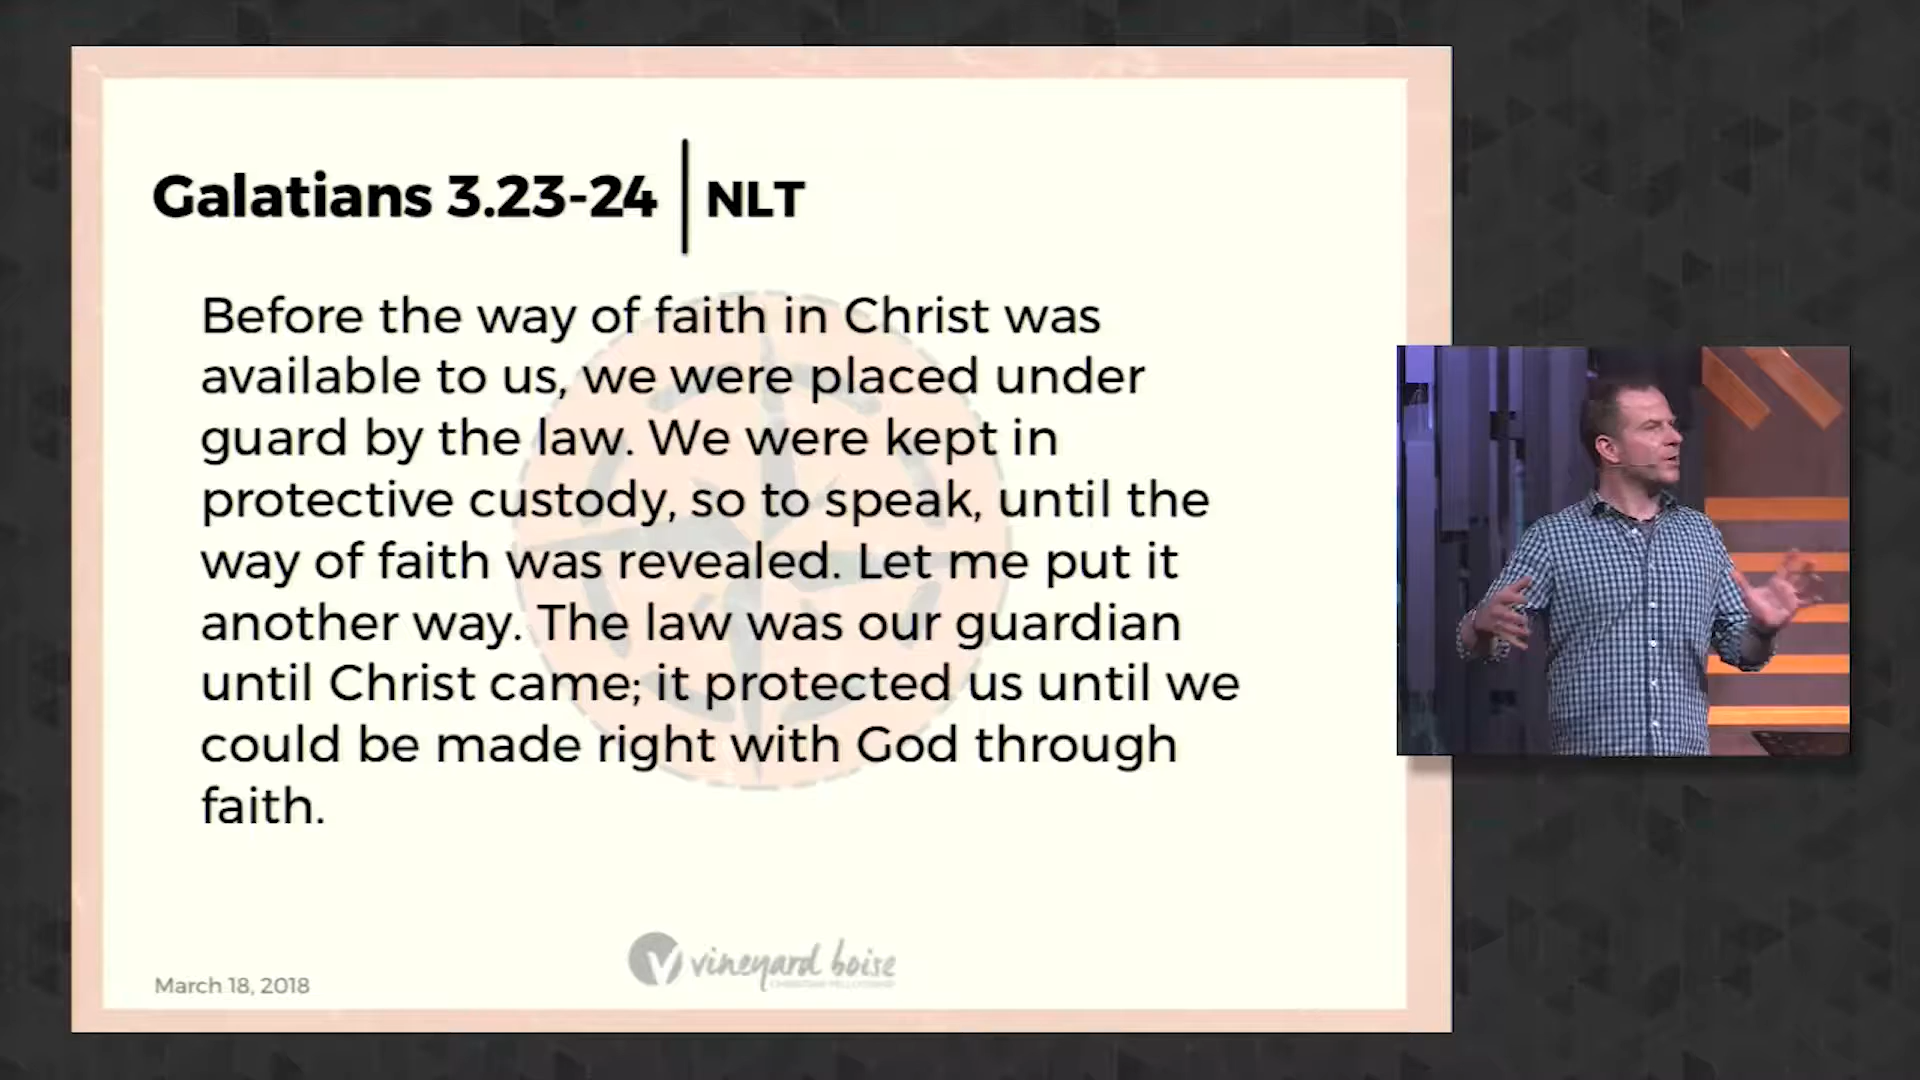 Galatians 3.23-24 | NLT
Before the way of faith in Christ was
available to us, we were placed under
guard by the law. We were kept in
protective custody, so to speak, until the
way of faith was revealed. Let me put it
another way. The law was our guardian
until Christ came; it protected us until we
could be made right with God through
faith.
vineyard boise
CHRISTIAN FELLOWSHIP
March 18, 2018